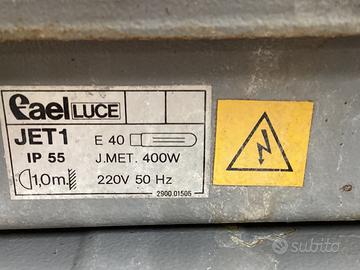 faelLUCE
JET1 E 40
IP 55 J.MET. 400W
1,0m. 220V 50 Hz
2900.01505
subito